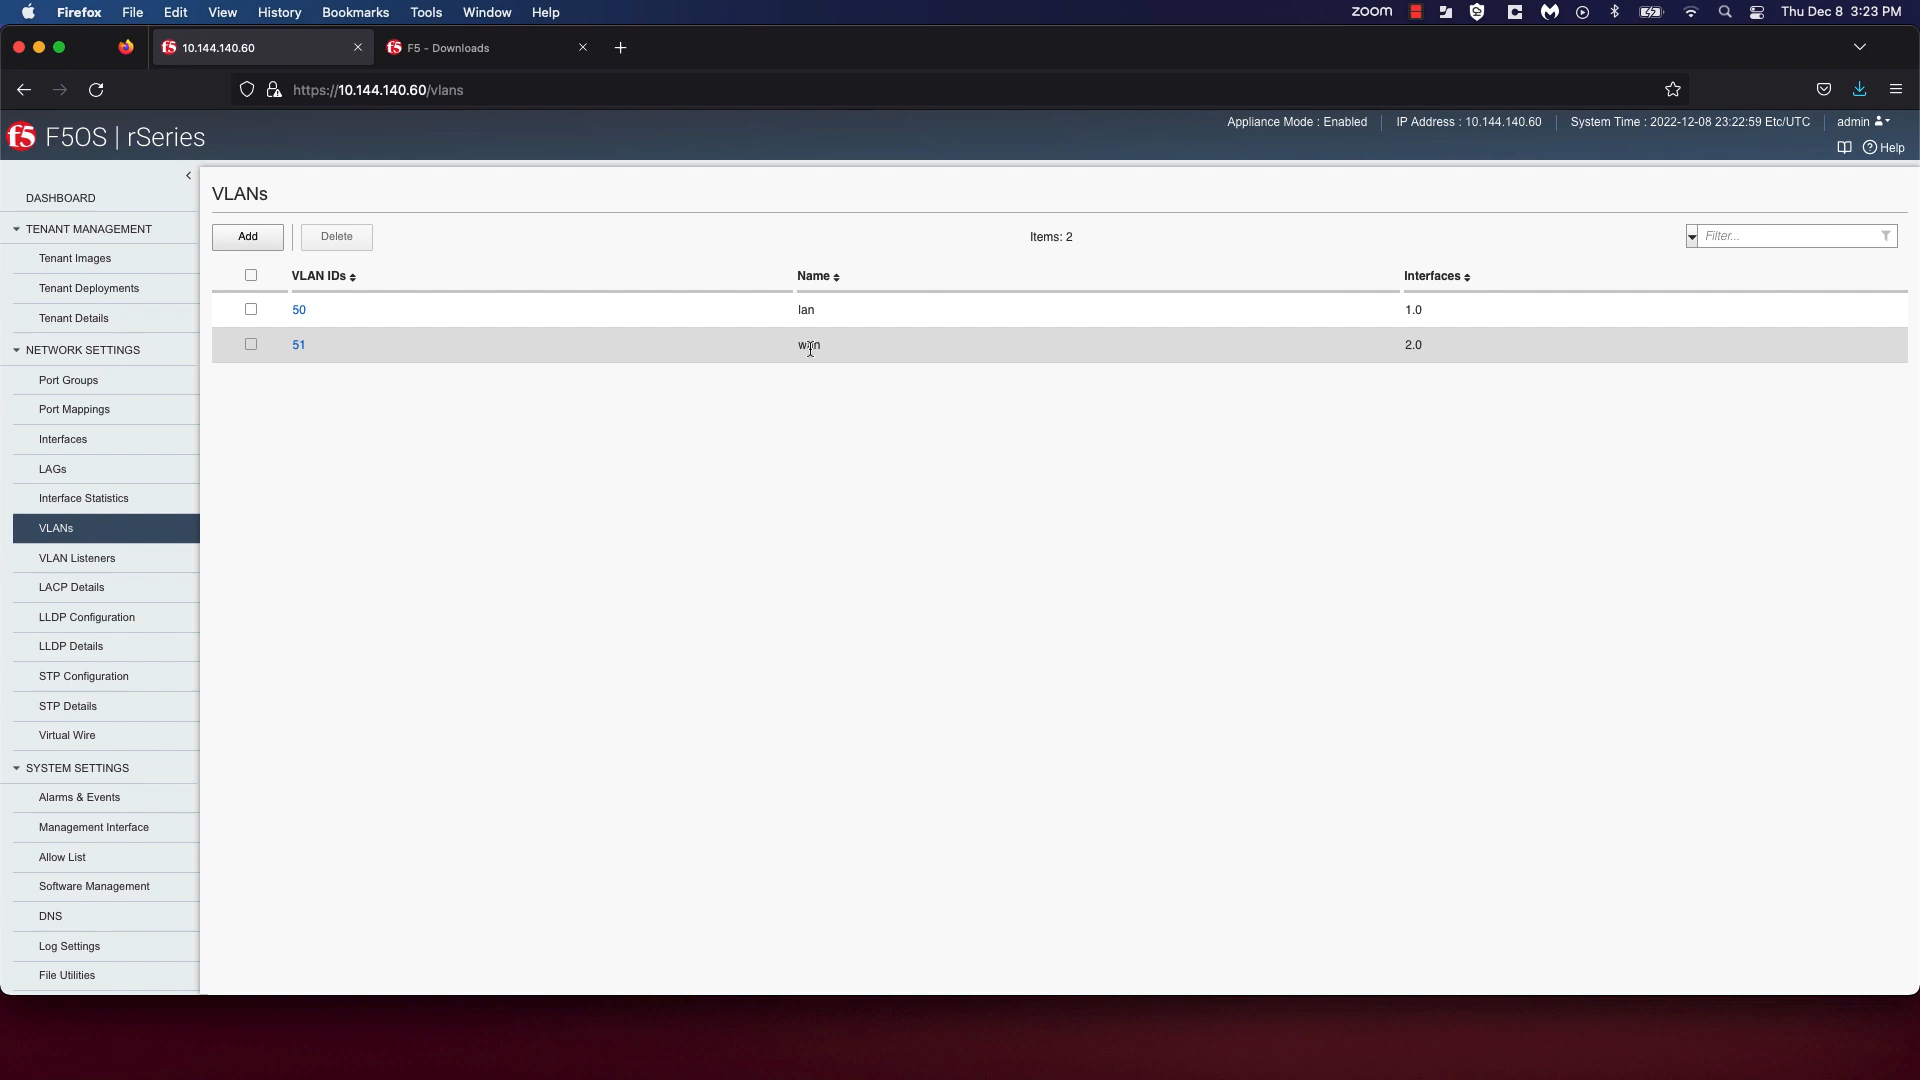 Firefox File Edit View History Bookmarks Tools Window Help zoom Thu Dec 8 3:23 PM
10.144.140.60 F5 - Downloads
https://10.144.140.60/vlans
f5 F5OS | rSeries Appliance Mode : Enabled IP Address : 10.144.140.60 System Time : 2022-12-08 23:22:59 Etc/UTC admin
Help
DASHBOARD
TENANT MANAGEMENT
Tenant Images
Tenant Deployments
Tenant Details
NETWORK SETTINGS
Port Groups
Port Mappings
Interfaces
LAGs
Interface Statistics
VLANs
VLAN Listeners
LACP Details
LLDP Configuration
LLDP Details
STP Configuration
STP Details
Virtual Wire
SYSTEM SETTINGS
Alarms & Events
Management Interface
Allow List
Software Management
DNS
Log Settings
File Utilities
VLANs
Add Delete Items: 2 Filter...
VLAN IDs Name Interfaces
50 lan 1.0
51 wan 2.0